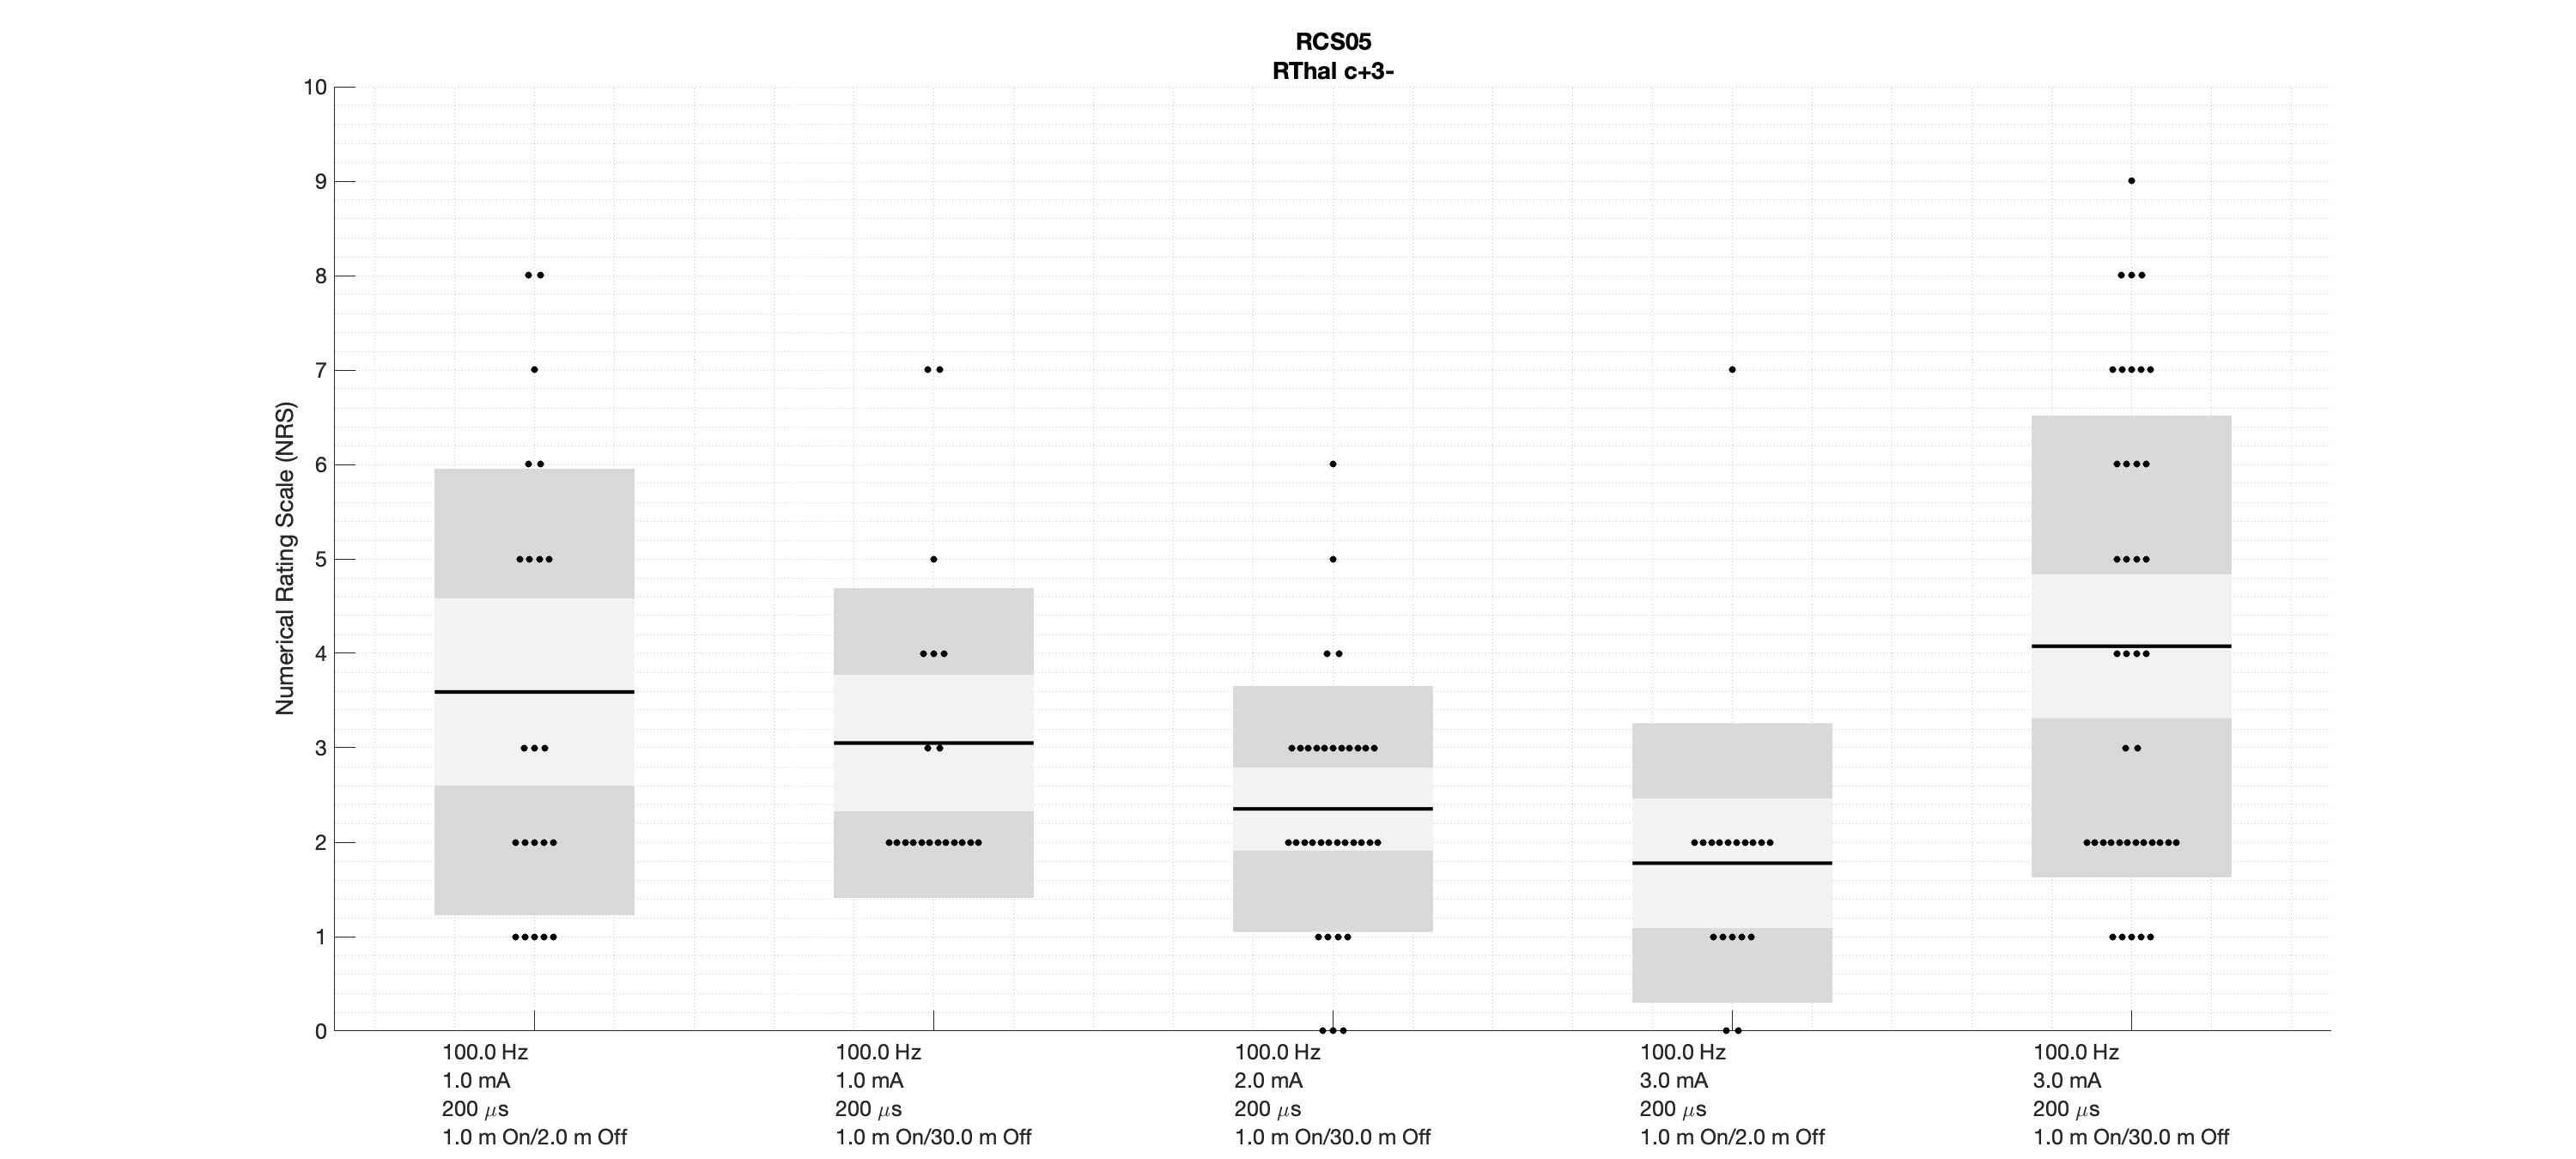 RCS05
RThal c+3-
Numerical Rating Scale (NRS)
10
9
8
7
6
5
4
3
2
1
0
100.0 Hz
1.0 mA
200 μs
1.0 m On/2.0 m Off
100.0 Hz
1.0 mA
200 μs
1.0 m On/30.0 m Off
100.0 Hz
2.0 mA
200 μs
1.0 m On/30.0 m Off
100.0 Hz
3.0 mA
200 μs
1.0 m On/2.0 m Off
100.0 Hz
3.0 mA
200 μs
1.0 m On/30.0 m Off